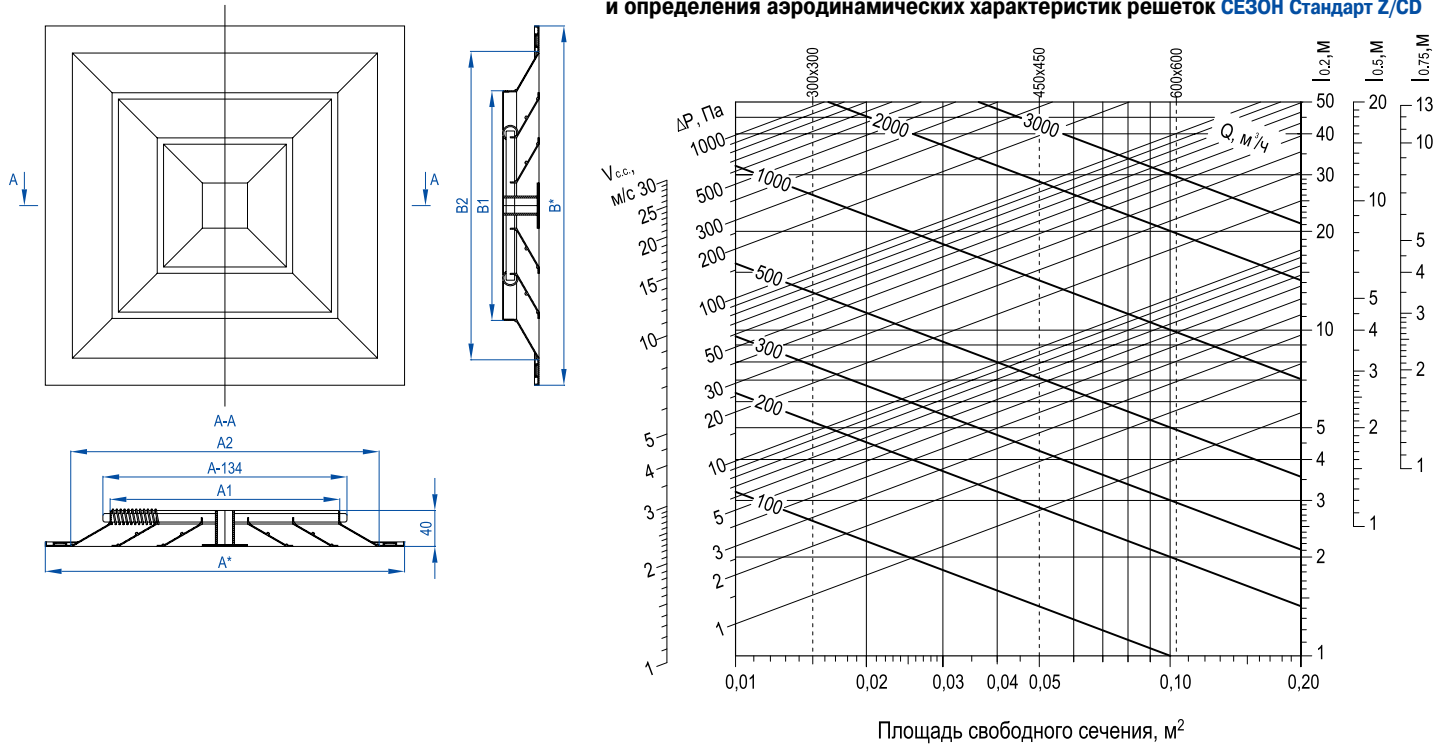 и определения аэродинамических характеристик решеток СЕЗОН Стандарт Z/CD
A
A
B2
B1
B*
A-A
A2
A-134
A1
40
A*
300x300
450x450
600x600
l 0.2,М
l 0.5,М
l 0.75,М
ΔP, Па
1000
500
300
200
100
50
30
20
10
5
3
2
1
Vс.с.,
м/с
30
25
20
15
10
5
4
3
2
1
Q, м³/ч
3000
2000
1000
500
300
200
100
50
40
30
20
10
5
4
3
2
1
20
10
5
4
3
2
1
13
10
5
4
3
2
1
0,01
0,02
0,03
0,04
0,05
0,10
0,20
Площадь свободного сечения, м²